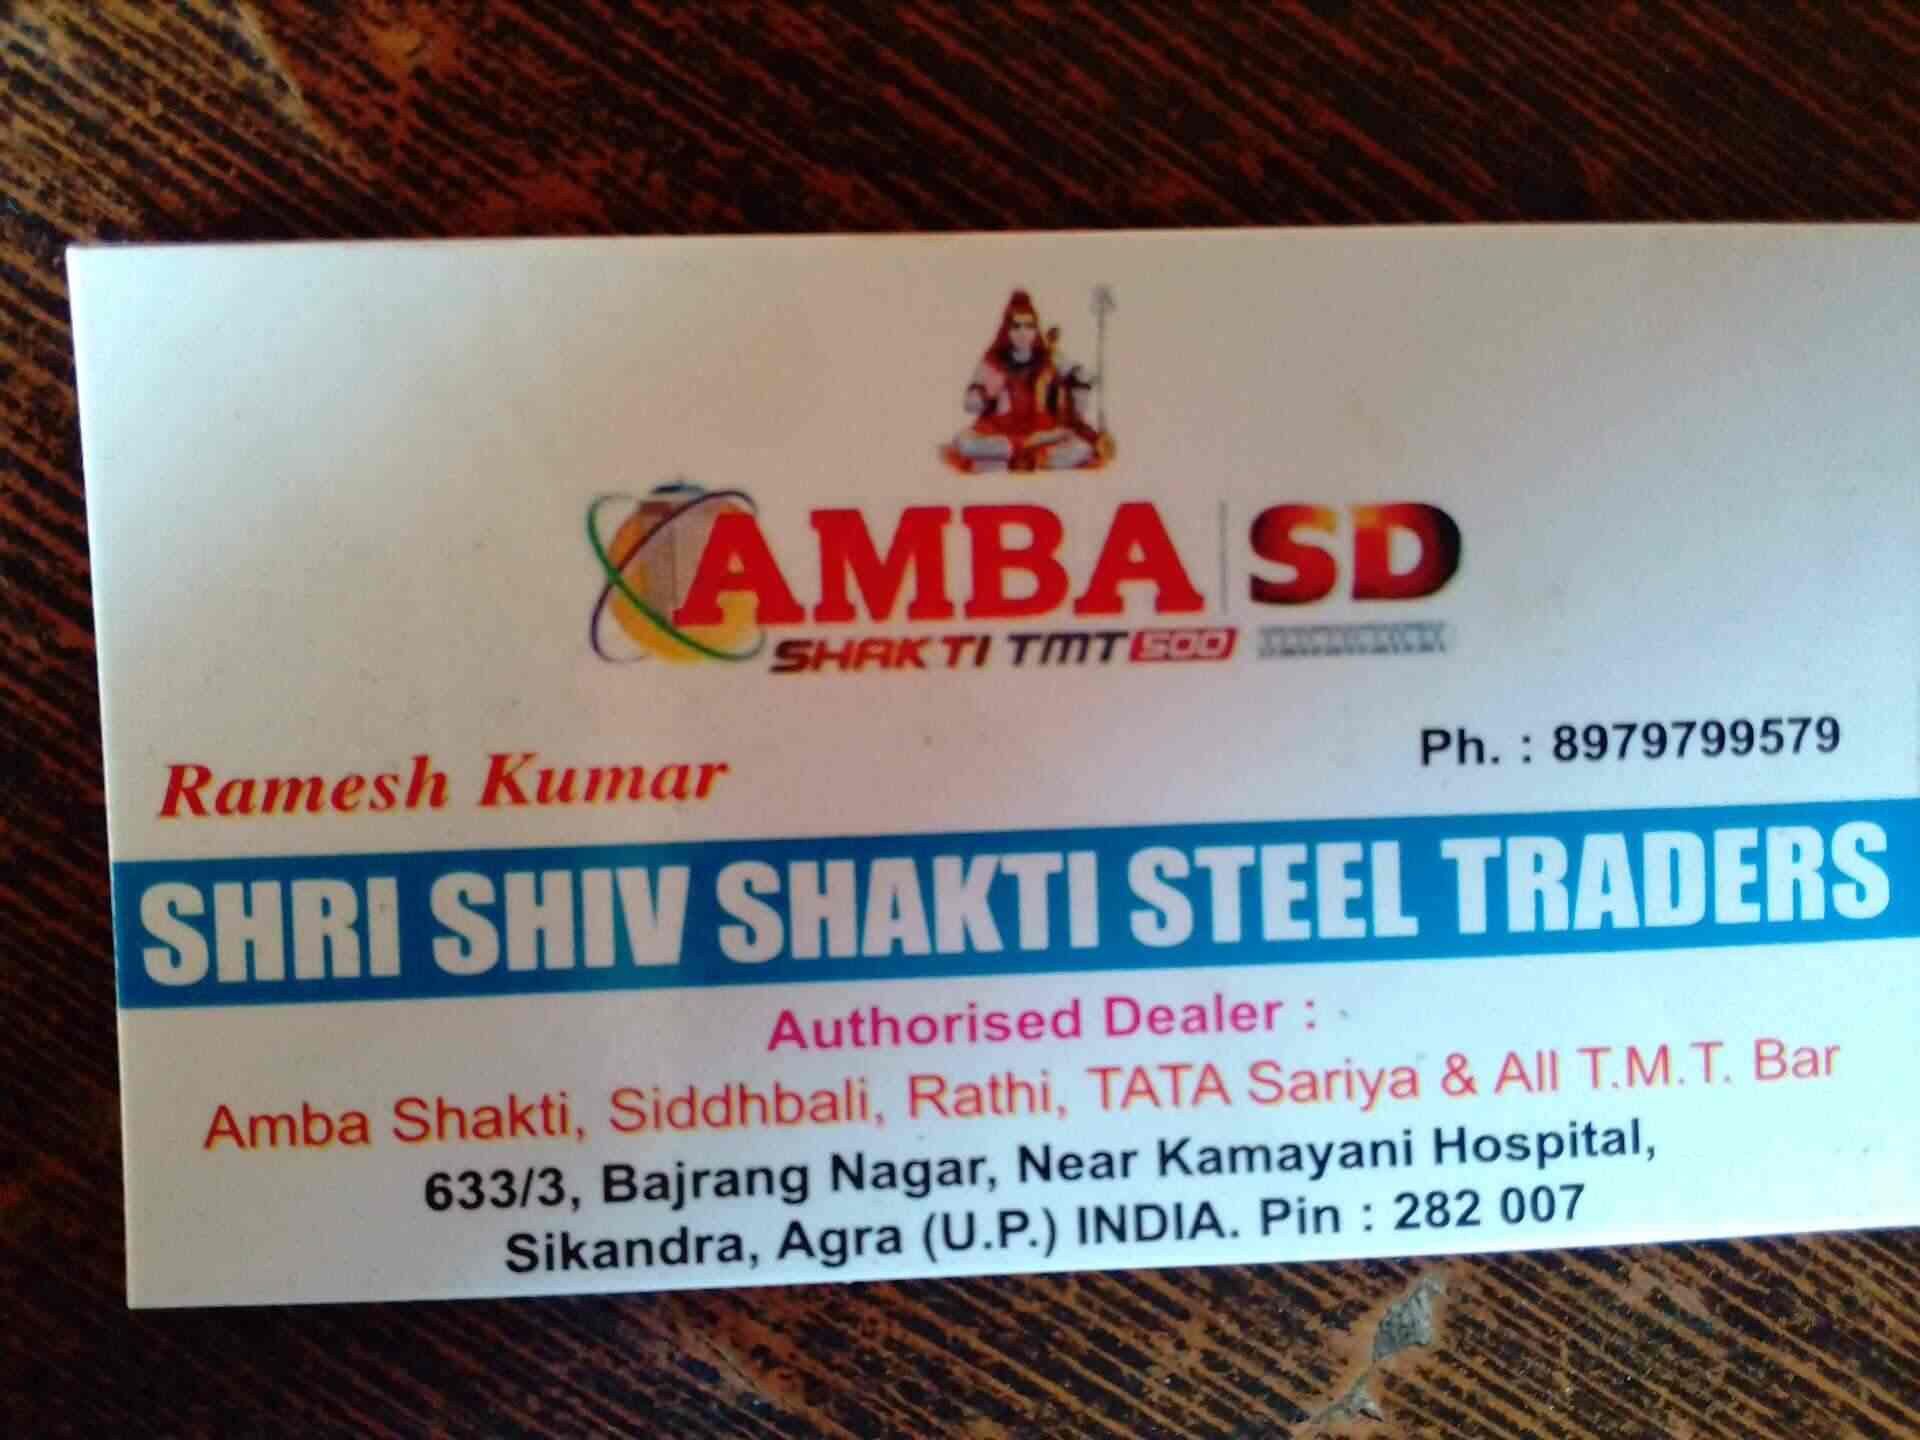 AMBA SD
SHAKTI TMT 500
Ph. : 8979799579
Ramesh Kumar
SHRI SHIV SHAKTI STEEL TRADERS
Authorised Dealer :
Amba Shakti, Siddhbali, Rathi, TATA Sariya & All T.M.T. Bar
633/3, Bajrang Nagar, Near Kamayani Hospital,
Sikandra, Agra (U.P.) INDIA. Pin : 282 007